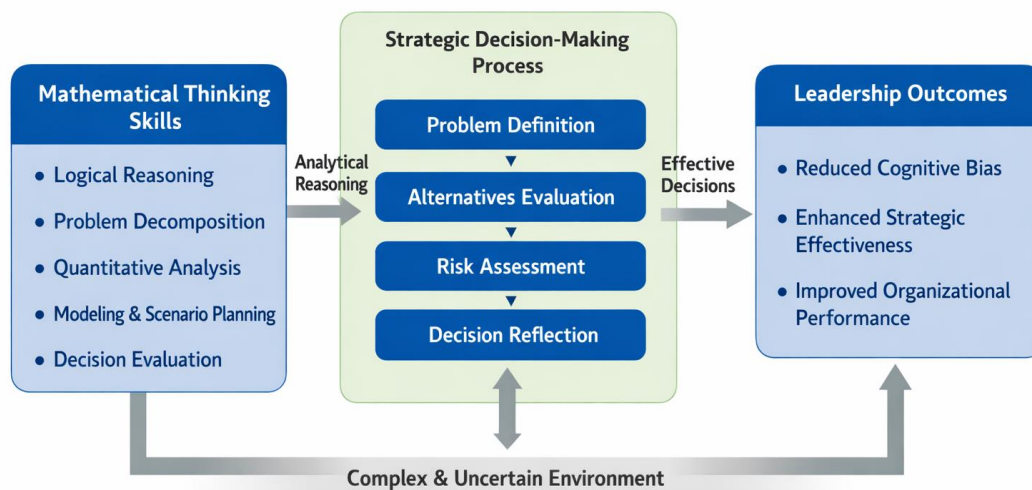 Mathematical Thinking
Skills
• Logical Reasoning
• Problem Decomposition
• Quantitative Analysis
• Modeling & Scenario Planning
• Decision Evaluation
Analytical
Reasoning
Strategic Decision-Making
Process
Problem Definition
Alternatives Evaluation
Risk Assessment
Decision Reflection
Effective
Decisions
Leadership Outcomes
• Reduced Cognitive Bias
• Enhanced Strategic
Effectiveness
• Improved Organizational
Performance
Complex & Uncertain Environment